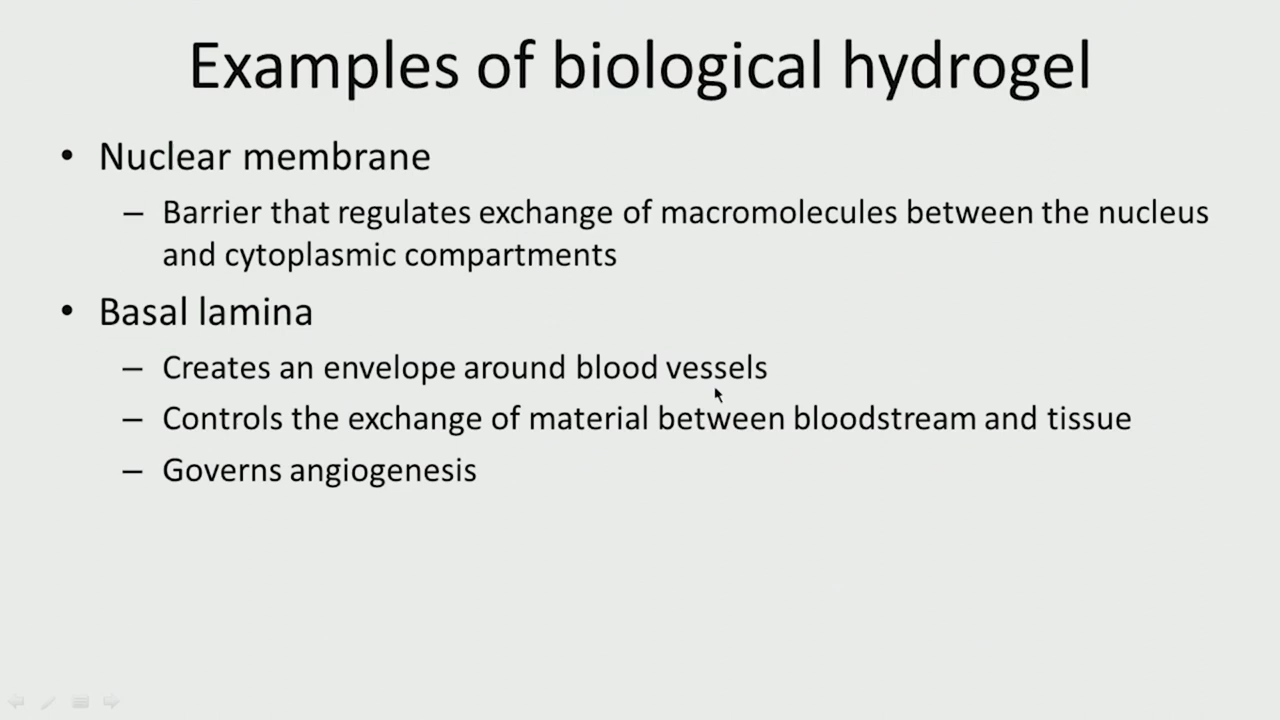 Examples of biological hydrogel
• Nuclear membrane
– Barrier that regulates exchange of macromolecules between the nucleus
and cytoplasmic compartments
• Basal lamina
– Creates an envelope around blood vessels
– Controls the exchange of material between bloodstream and tissue
– Governs angiogenesis